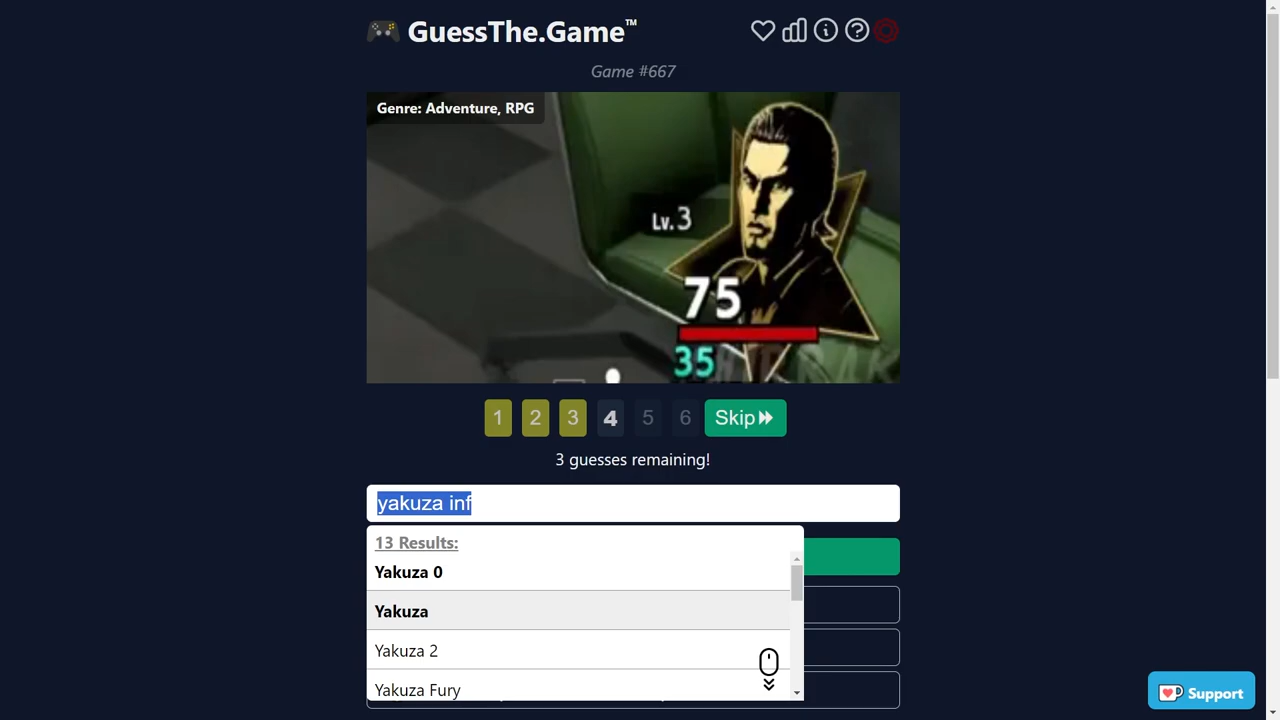 GuessThe.Game™
Game #667
Genre: Adventure, RPG
Lv.3
75
35
1 2 3 4 5 6 Skip
3 guesses remaining!
yakuza inf
13 Results:
Yakuza 0
Yakuza
Yakuza 2
Yakuza Fury
Support